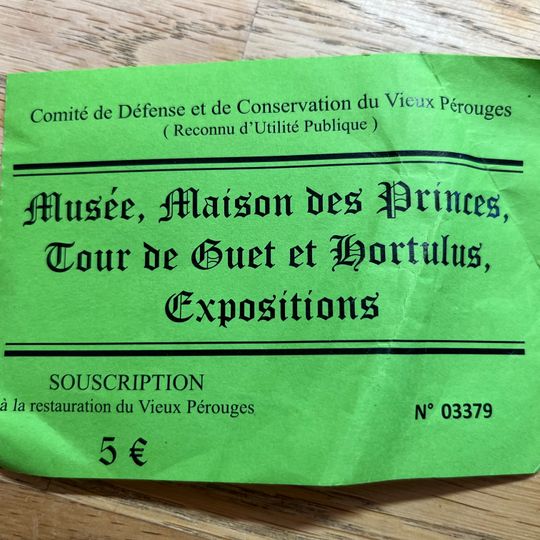 Comité de Défense et de Conservation du Vieux Pérouges
( Reconnu d'Utilité Publique )
Musée, Maison des Princes,
Tour de Guet et Hortulus,
Expositions
SOUSCRIPTION
à la restauration du Vieux Pérouges
N° 03379
5 €